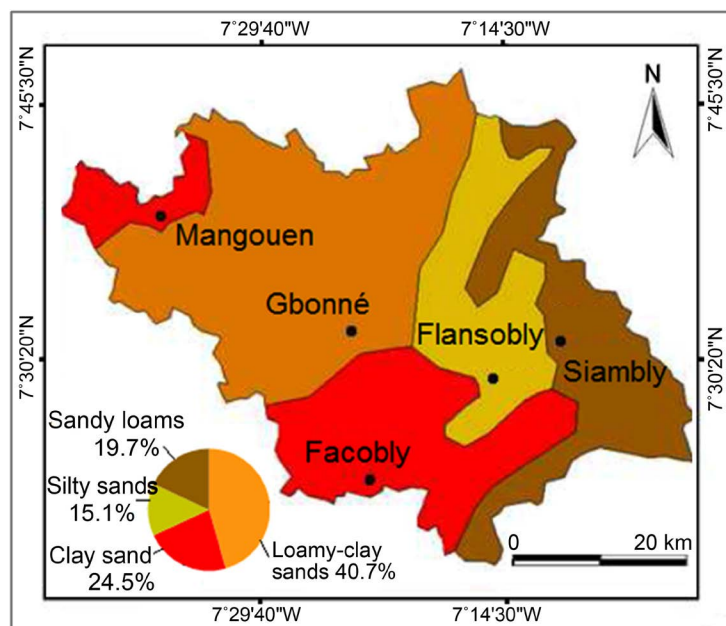 7°29'40"W
7°14'30"W
7°45'30"N
7°45'30"N
N
Mangouen
Gbonné
Flansobly
7°30'20"N
7°30'20"N
Siambly
Sandy loams
19.7%
Facobly
Silty sands
15.1%
Clay sand
24.5%
Loamy-clay
sands 40.7%
0 20 km
7°29'40"W
7°14'30"W